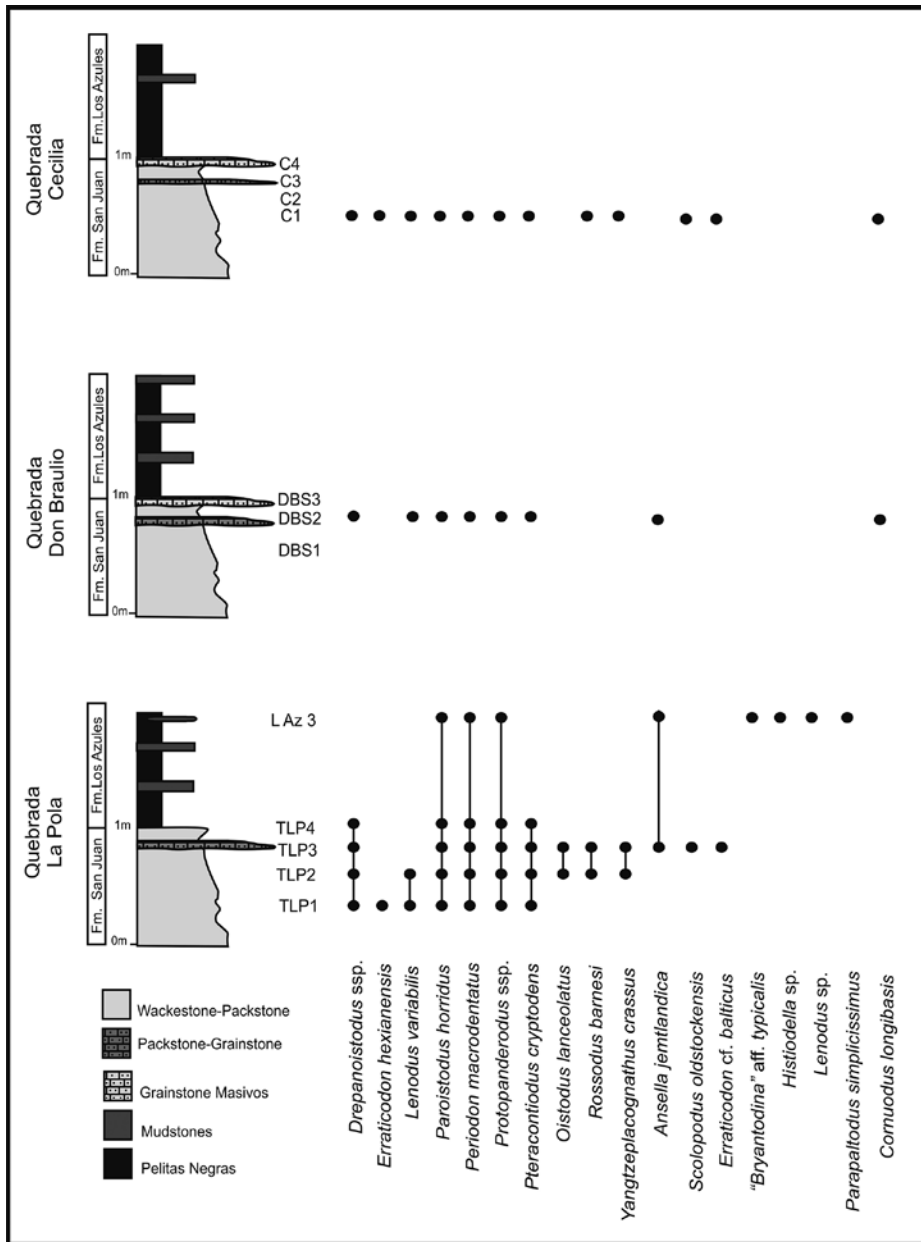 Quebrada
Cecilia
Fm. San Juan
Fm.Los Azules
1m
0m
C4
C3
C2
C1
Quebrada
Don Braulio
Fm. San Juan
Fm.Los Azules
1m
0m
DBS3
DBS2
DBS1
Quebrada
La Pola
Fm. San Juan
Fm.Los Azules
1m
0m
L Az 3
TLP4
TLP3
TLP2
TLP1
Wackestone-Packstone
Packstone-Grainstone
Grainstone Masivos
Mudstones
Pelitas Negras
Drepanoistodus ssp.
Erraticodon hexianensis
Lenodus variabilis
Paroistodus horridus
Periodon macrodentatus
Protopanderodus ssp.
Pteracontiodus cryptodens
Oistodus lanceolatus
Rossodus barnesi
Yangtzeplacognathus crassus
Ansella jemtlandica
Scolopodus oldstockensis
Erraticodon cf. balticus
"Bryantodina" aff. typicalis
Histiodella sp.
Lenodus sp.
Parapaltodus simplicissimus
Cornuodus longibasis